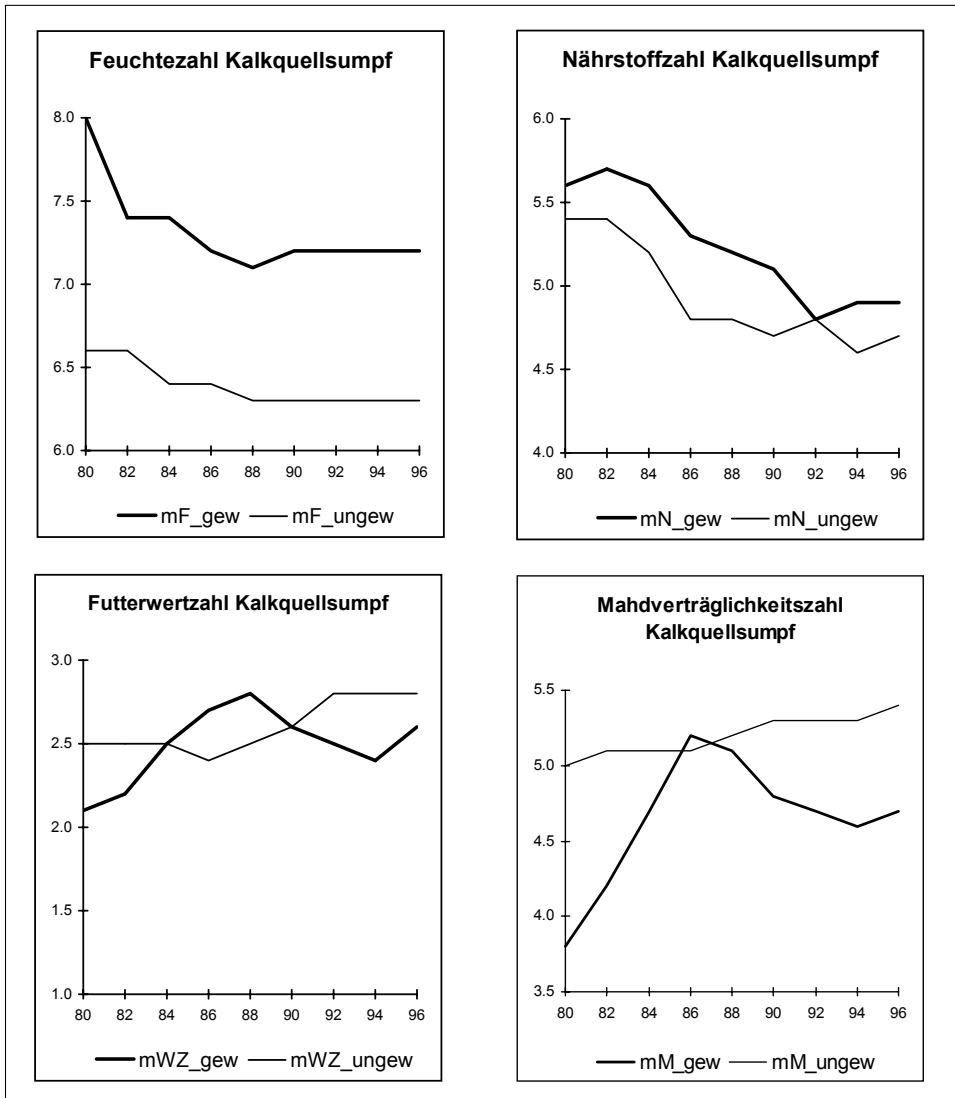 Feuchtezahl Kalkquellsumpf
8.0
7.5
7.0
6.5
6.0
80 82 84 86 88 90 92 94 96
mF_gew mF_ungew
Nährstoffzahl Kalkquellsumpf
6.0
5.5
5.0
4.5
4.0
80 82 84 86 88 90 92 94 96
mN_gew mN_ungew
Futterwertzahl Kalkquellsumpf
3.0
2.5
2.0
1.5
1.0
80 82 84 86 88 90 92 94 96
mWZ_gew mWZ_ungew
Mahdverträglichkeitszahl
Kalkquellsumpf
5.5
5.0
4.5
4.0
3.5
80 82 84 86 88 90 92 94 96
mM_gew mM_ungew